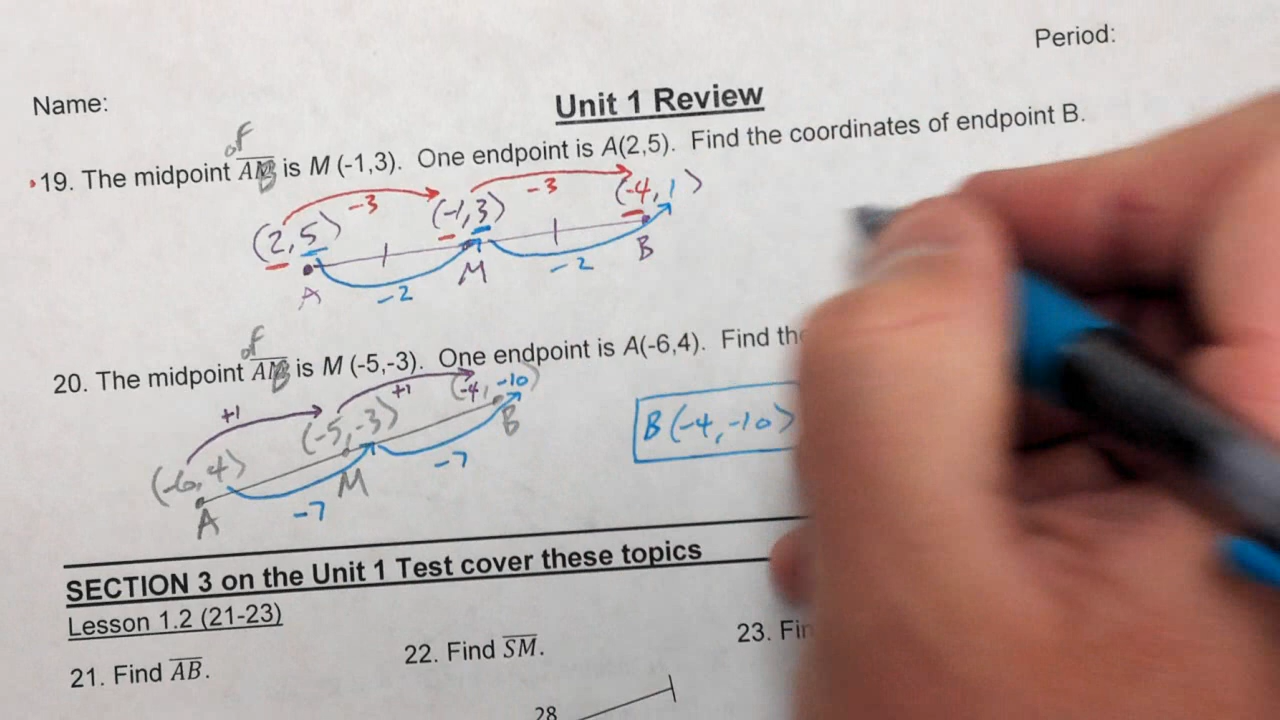 Period:
Name:
Unit 1 Review
of
19. The midpoint AB is M (-1,3). One endpoint is A(2,5). Find the coordinates of endpoint B.
-3 -3
(2,5) (-1,3) (-4,1)
A M B
-2 -2
of
20. The midpoint AB is M (-5,-3). One endpoint is A(-6,4). Find the
+1 +1
(-6,4) (-5,-3) (-4,-10)
A M B
-7 -7
B(-4,-10)
SECTION 3 on the Unit 1 Test cover these topics
Lesson 1.2 (21-23)
21. Find AB.
22. Find SM.
23.
28